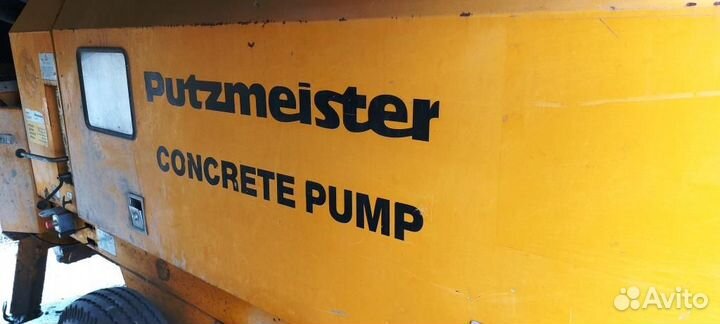 Putzmeister
CONCRETE PUMP
Avito